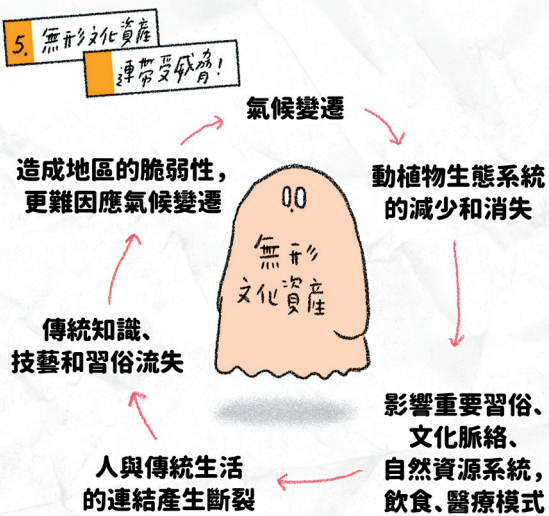 5. 無形文化資產
連帶受威脅!
氣候變遷
動植物生態系統
的減少和消失
影響重要習俗、
文化脈絡、
自然資源系統,
飲食、醫療模式
人與傳統生活
的連結產生斷裂
傳統知識、
技藝和習俗流失
造成地區的脆弱性,
更難因應氣候變遷
無形
文化資產